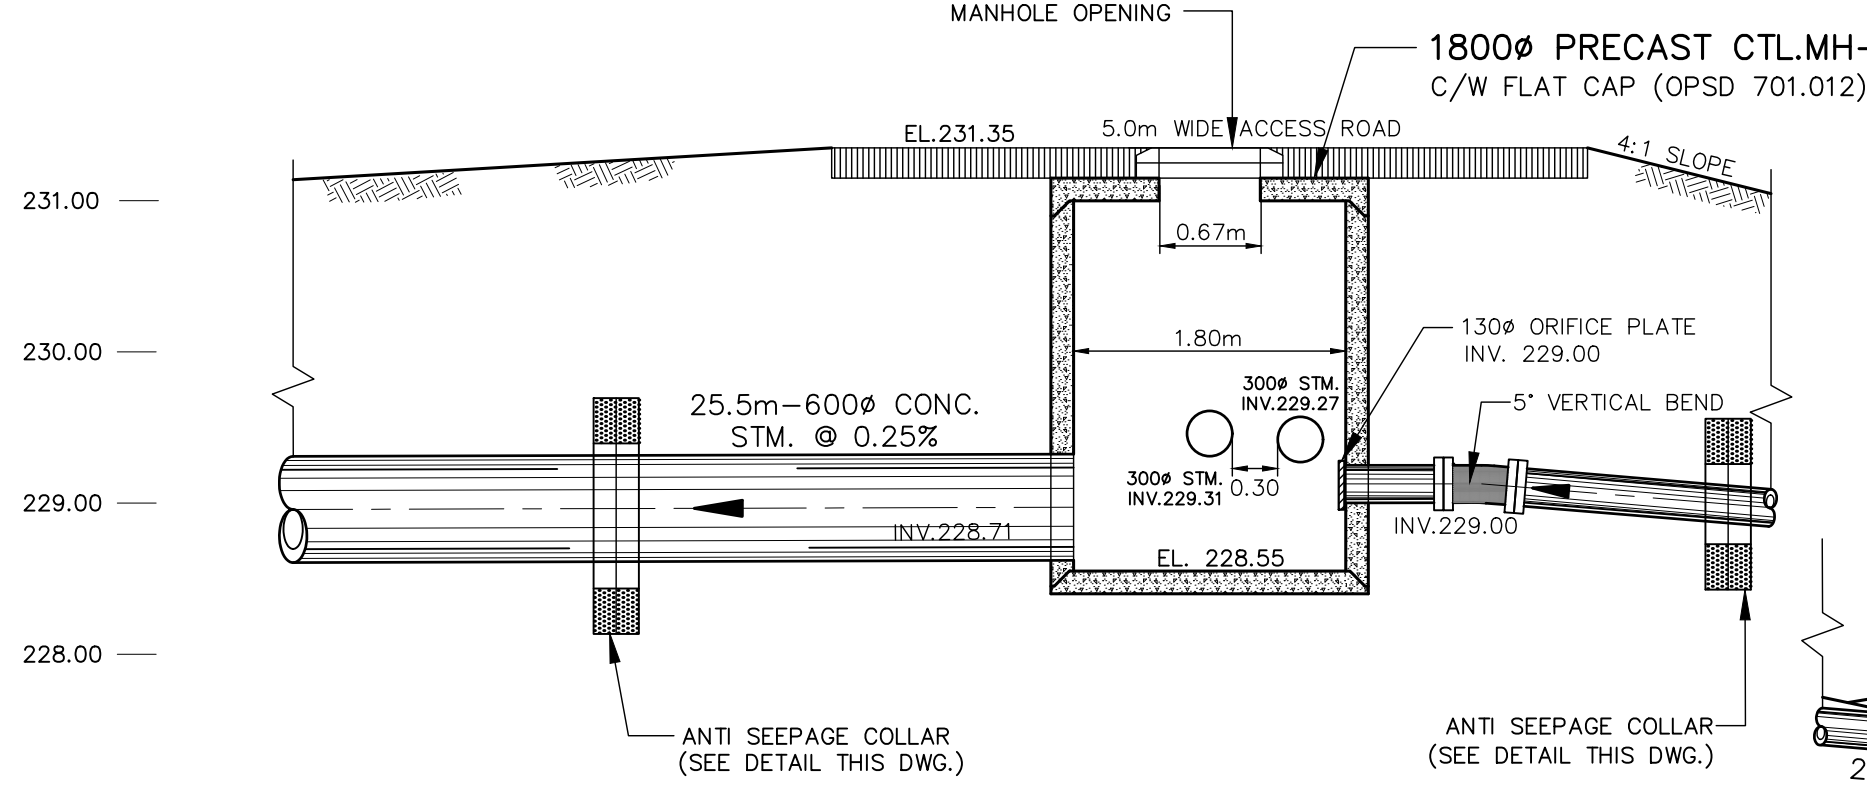 MANHOLE OPENING
1800ø PRECAST CTL.MH-
C/W FLAT CAP (OPSD 701.012)
EL.231.35
5.0m WIDE ACCESS ROAD
4:1 SLOPE
231.00
0.67m
230.00
1.80m
130ø ORIFICE PLATE
INV. 229.00
300ø STM.
INV.229.27
5° VERTICAL BEND
25.5m-600ø CONC.
STM. @ 0.25%
300ø STM.
INV.229.31
0.30
229.00
INV.228.71
INV.229.00
EL. 228.55
228.00
ANTI SEEPAGE COLLAR
(SEE DETAIL THIS DWG.)
ANTI SEEPAGE COLLAR
(SEE DETAIL THIS DWG.)
2